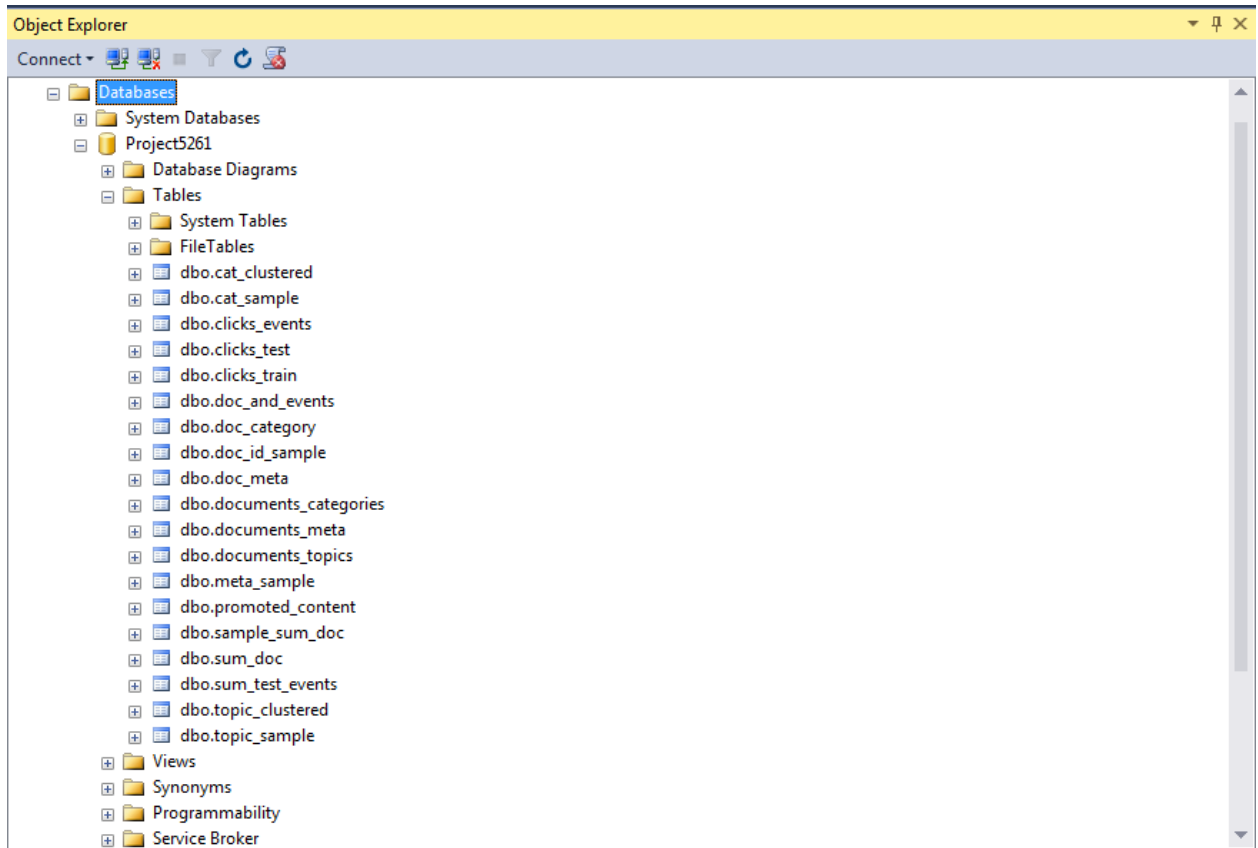 Object Explorer
Connect
Databases
System Databases
Project5261
Database Diagrams
Tables
System Tables
FileTables
dbo.cat_clustered
dbo.cat_sample
dbo.clicks_events
dbo.clicks_test
dbo.clicks_train
dbo.doc_and_events
dbo.doc_category
dbo.doc_id_sample
dbo.doc_meta
dbo.documents_categories
dbo.documents_meta
dbo.documents_topics
dbo.meta_sample
dbo.promoted_content
dbo.sample_sum_doc
dbo.sum_doc
dbo.sum_test_events
dbo.topic_clustered
dbo.topic_sample
Views
Synonyms
Programmability
Service Broker